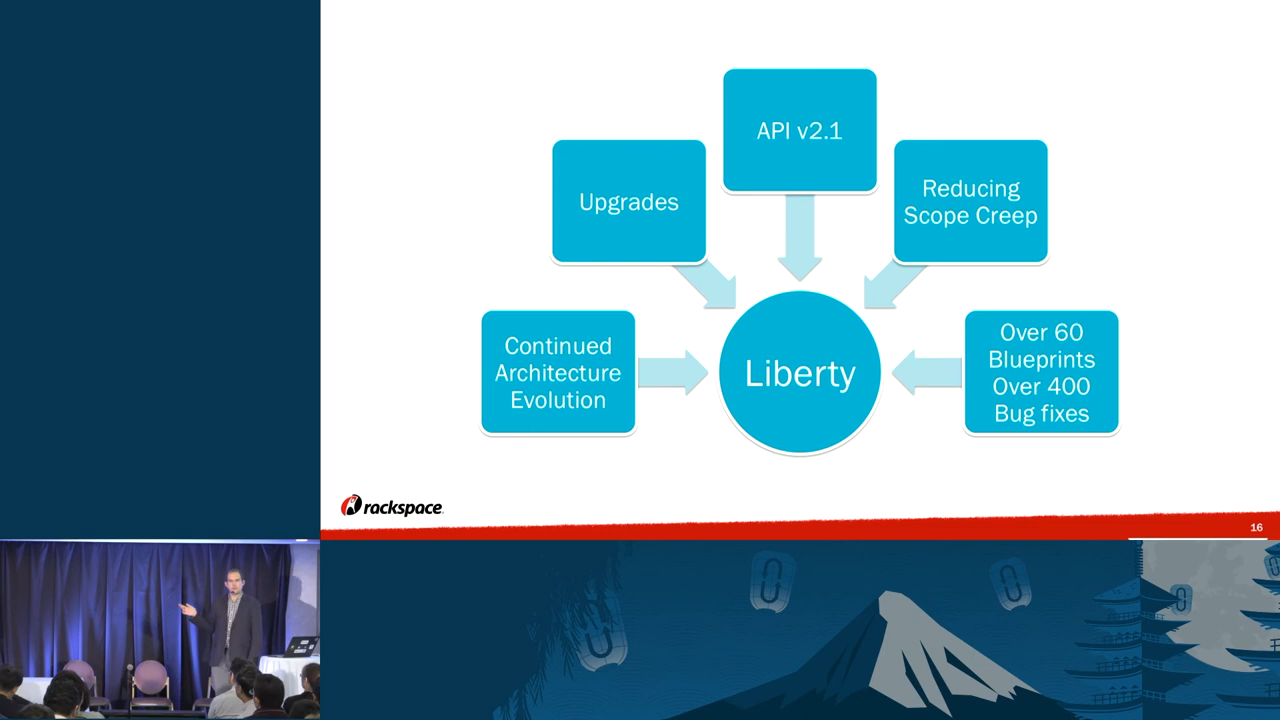 API v2.1
Upgrades
Reducing
Scope Creep
Continued
Architecture
Evolution
Liberty
Over 60
Blueprints
Over 400
Bug fixes
rackspace
16